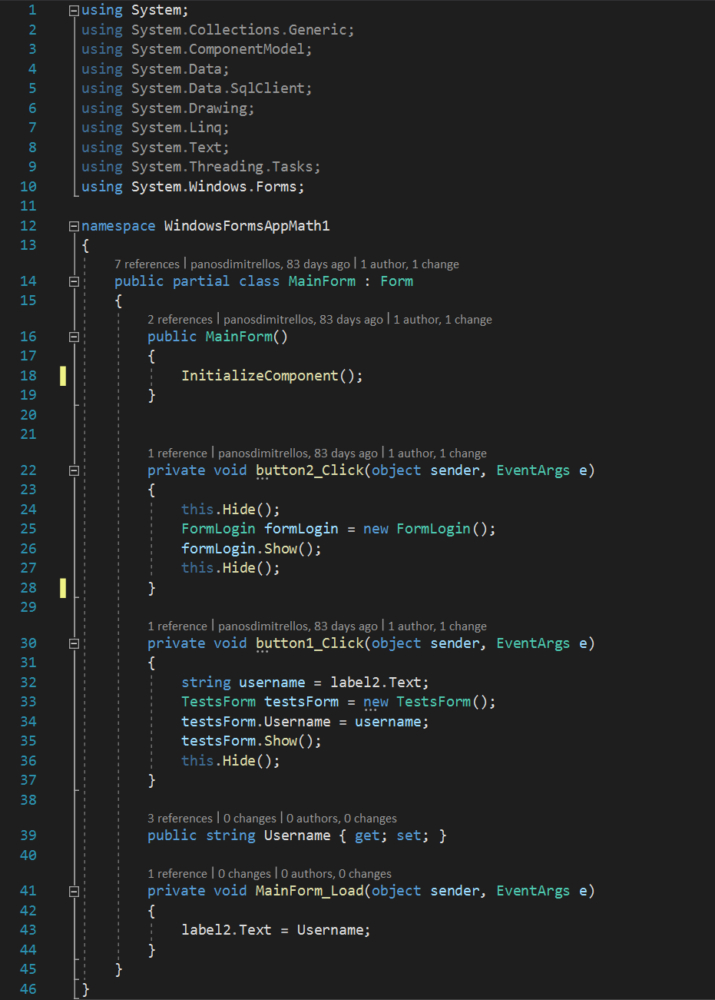 1 using System;
2 using System.Collections.Generic;
3 using System.ComponentModel;
4 using System.Data;
5 using System.Data.SqlClient;
6 using System.Drawing;
7 using System.Linq;
8 using System.Text;
9 using System.Threading.Tasks;
10 using System.Windows.Forms;
11
12 namespace WindowsFormsAppMath1
13 {
7 references | panosdimitrellos, 83 days ago | 1 author, 1 change
14 public partial class MainForm : Form
15 {
2 references | panosdimitrellos, 83 days ago | 1 author, 1 change
16 public MainForm()
17 {
18 InitializeComponent();
19 }
20
21
1 reference | panosdimitrellos, 83 days ago | 1 author, 1 change
22 private void button2_Click(object sender, EventArgs e)
23 {
24 this.Hide();
25 FormLogin formLogin = new FormLogin();
26 formLogin.Show();
27 this.Hide();
28 }
29
1 reference | panosdimitrellos, 83 days ago | 1 author, 1 change
30 private void button1_Click(object sender, EventArgs e)
31 {
32 string username = label2.Text;
33 TestsForm testsForm = new TestsForm();
34 testsForm.Username = username;
35 testsForm.Show();
36 this.Hide();
37 }
38
3 references | 0 changes | 0 authors, 0 changes
39 public string Username { get; set; }
40
1 reference | 0 changes | 0 authors, 0 changes
41 private void MainForm_Load(object sender, EventArgs e)
42 {
43 label2.Text = Username;
44 }
45 }
46 }